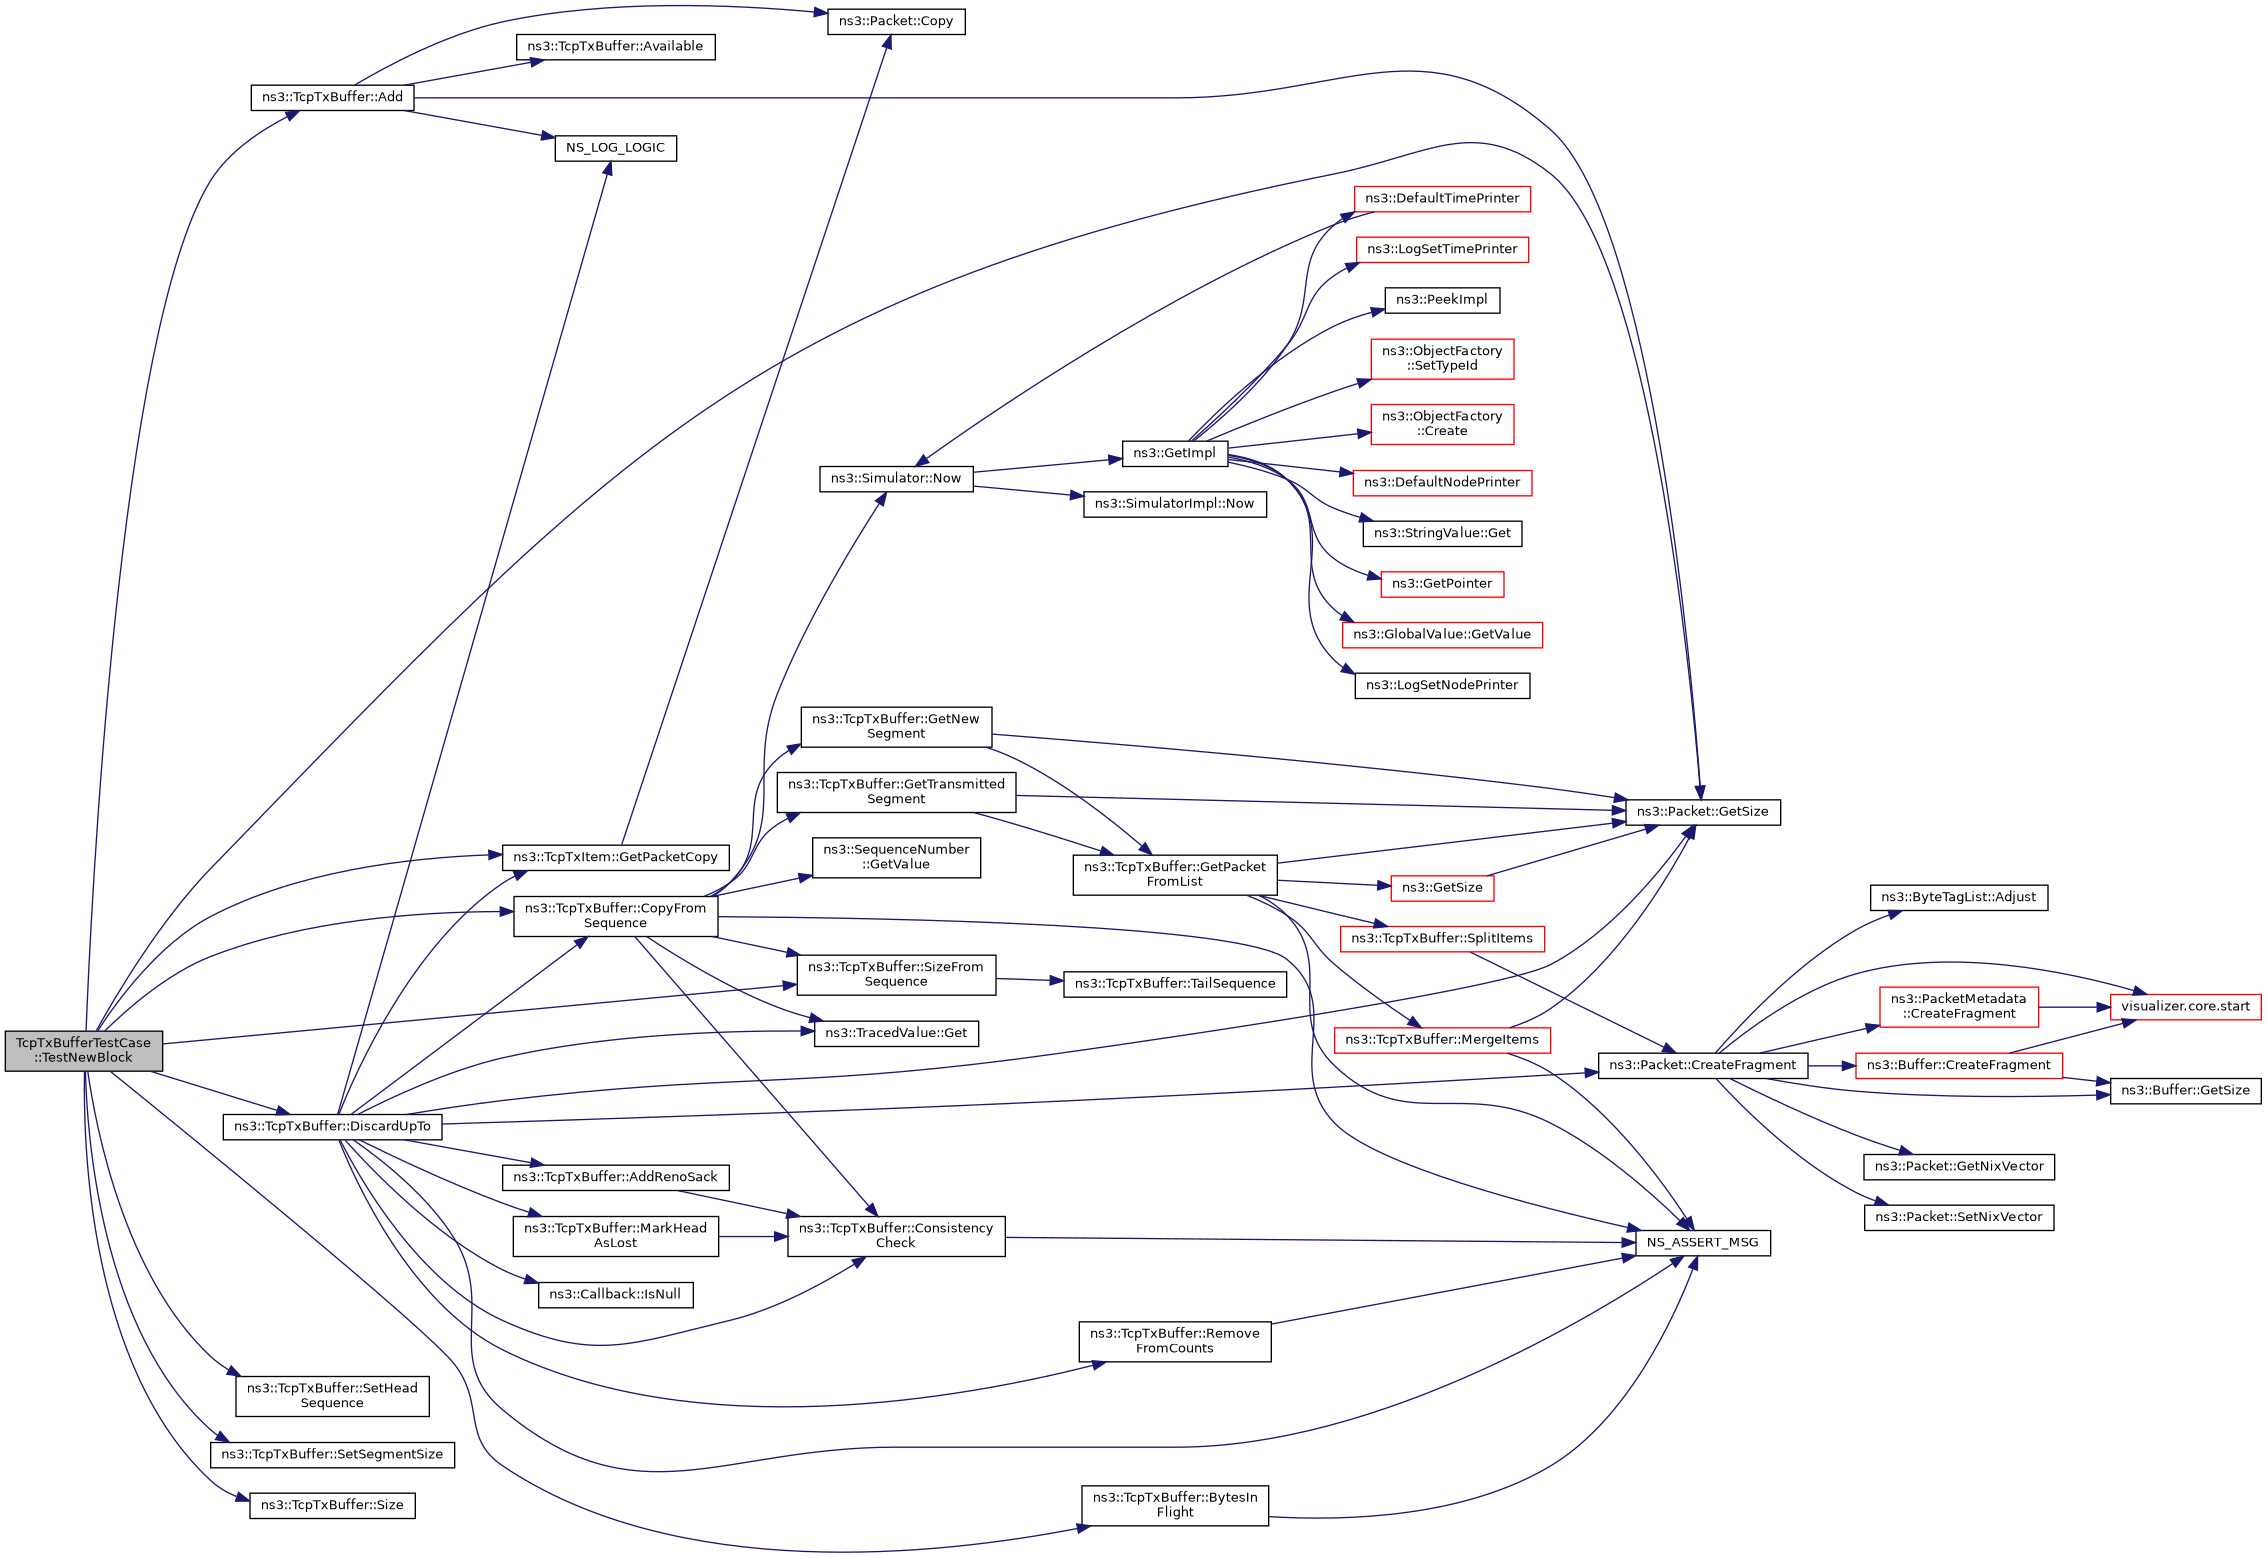 ns3::Packet::Copy
ns3::TcpTxBuffer::Available
ns3::TcpTxBuffer::Add
NS_LOG_LOGIC
ns3::DefaultTimePrinter
ns3::LogSetTimePrinter
ns3::PeekImpl
ns3::ObjectFactory
::SetTypeId
ns3::ObjectFactory
::Create
ns3::GetImpl
ns3::Simulator::Now
ns3::DefaultNodePrinter
ns3::SimulatorImpl::Now
ns3::StringValue::Get
ns3::GetPointer
ns3::GlobalValue::GetValue
ns3::LogSetNodePrinter
ns3::TcpTxBuffer::GetNew
Segment
ns3::TcpTxBuffer::GetTransmitted
Segment
ns3::Packet::GetSize
ns3::TcpTxItem::GetPacketCopy
ns3::SequenceNumber
::GetValue
ns3::TcpTxBuffer::GetPacket
FromList
ns3::GetSize
ns3::ByteTagList::Adjust
ns3::TcpTxBuffer::CopyFrom
Sequence
ns3::TcpTxBuffer::SplitItems
ns3::TcpTxBuffer::SizeFrom
Sequence
ns3::TcpTxBuffer::TailSequence
ns3::PacketMetadata
::CreateFragment
visualizer.core.start
ns3::TracedValue::Get
ns3::TcpTxBuffer::MergeItems
TcpTxBufferTestCase
::TestNewBlock
ns3::Packet::CreateFragment
ns3::Buffer::CreateFragment
ns3::Buffer::GetSize
ns3::TcpTxBuffer::DiscardUpTo
ns3::Packet::GetNixVector
ns3::TcpTxBuffer::AddRenoSack
ns3::Packet::SetNixVector
ns3::TcpTxBuffer::MarkHead
AsLost
ns3::TcpTxBuffer::Consistency
Check
NS_ASSERT_MSG
ns3::Callback::IsNull
ns3::TcpTxBuffer::Remove
FromCounts
ns3::TcpTxBuffer::SetHead
Sequence
ns3::TcpTxBuffer::SetSegmentSize
ns3::TcpTxBuffer::Size
ns3::TcpTxBuffer::BytesIn
Flight